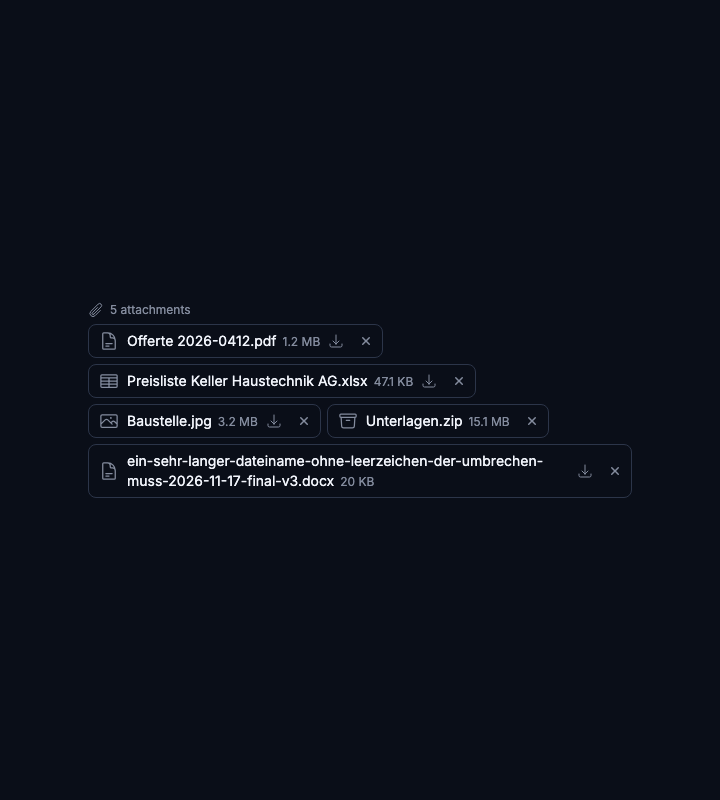 5 attachments
Offerte 2026-0412.pdf 1.2 MB
Preisliste Keller Haustechnik AG.xlsx 47.1 KB
Baustelle.jpg 3.2 MB
Unterlagen.zip 15.1 MB
ein-sehr-langer-dateiname-ohne-leerzeichen-der-umbrechen-
muss-2026-11-17-final-v3.docx 20 KB